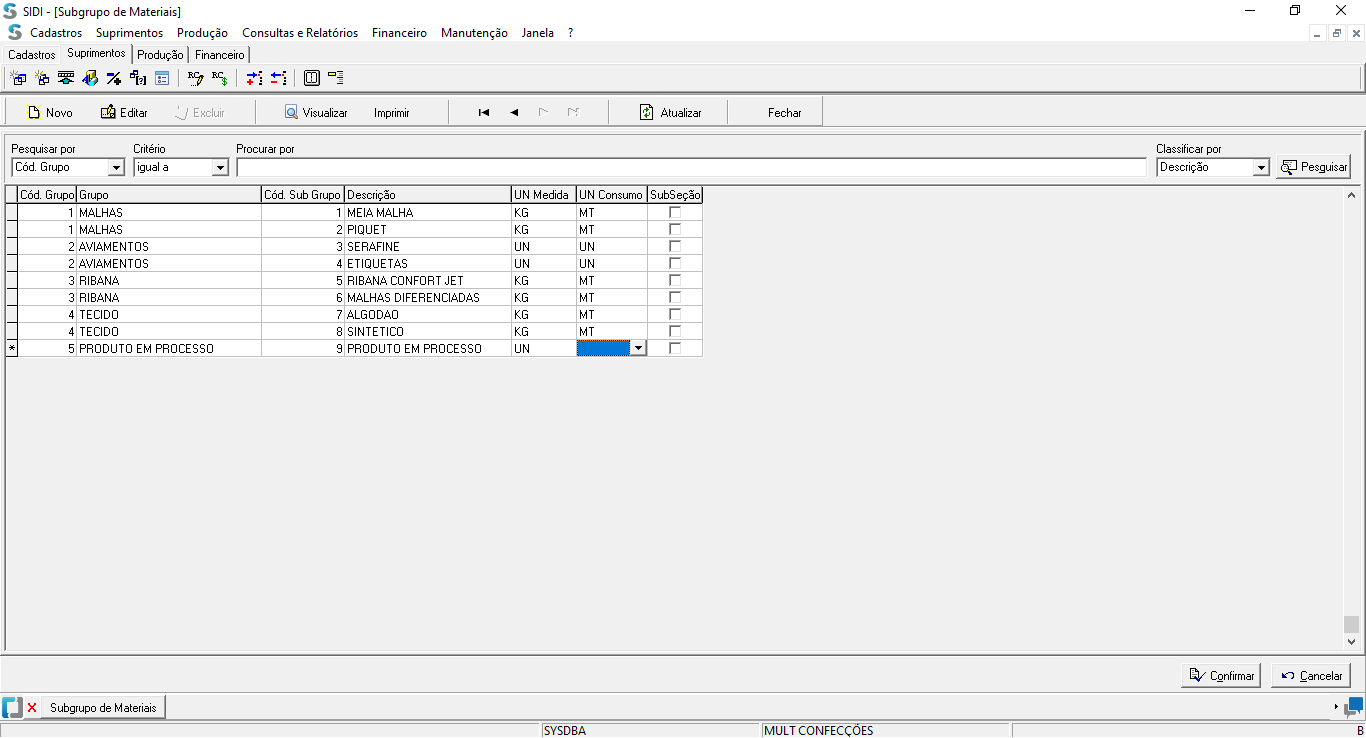 SIDI - [Subgrupo de Materiais]
Cadastros Suprimentos Produção Consultas e Relatórios Financeiro Manutenção Janela ?
Cadastros Suprimentos Produção Financeiro
Novo Editar Excluir Visualizar Imprimir Atualizar Fechar
Pesquisar por Critério Procurar por Classificar por
Cód. Grupo igual a Descrição Pesquisar
Cód. Grupo Grupo Cód. Sub Grupo Descrição UN Medida UN Consumo SubSeção
1 MALHAS 1 MEIA MALHA KG MT
1 MALHAS 2 PIQUET KG MT
2 AVIAMENTOS 3 SERAFINE UN UN
2 AVIAMENTOS 4 ETIQUETAS UN UN
3 RIBANA 5 RIBANA CONFORT JET KG MT
3 RIBANA 6 MALHAS DIFERENCIADAS KG MT
4 TECIDO 7 ALGODAO KG MT
4 TECIDO 8 SINTETICO KG MT
* 5 PRODUTO EM PROCESSO 9 PRODUTO EM PROCESSO UN
Confirmar Cancelar
Subgrupo de Materiais
SYSDBA MULT CONFECÇÕES B